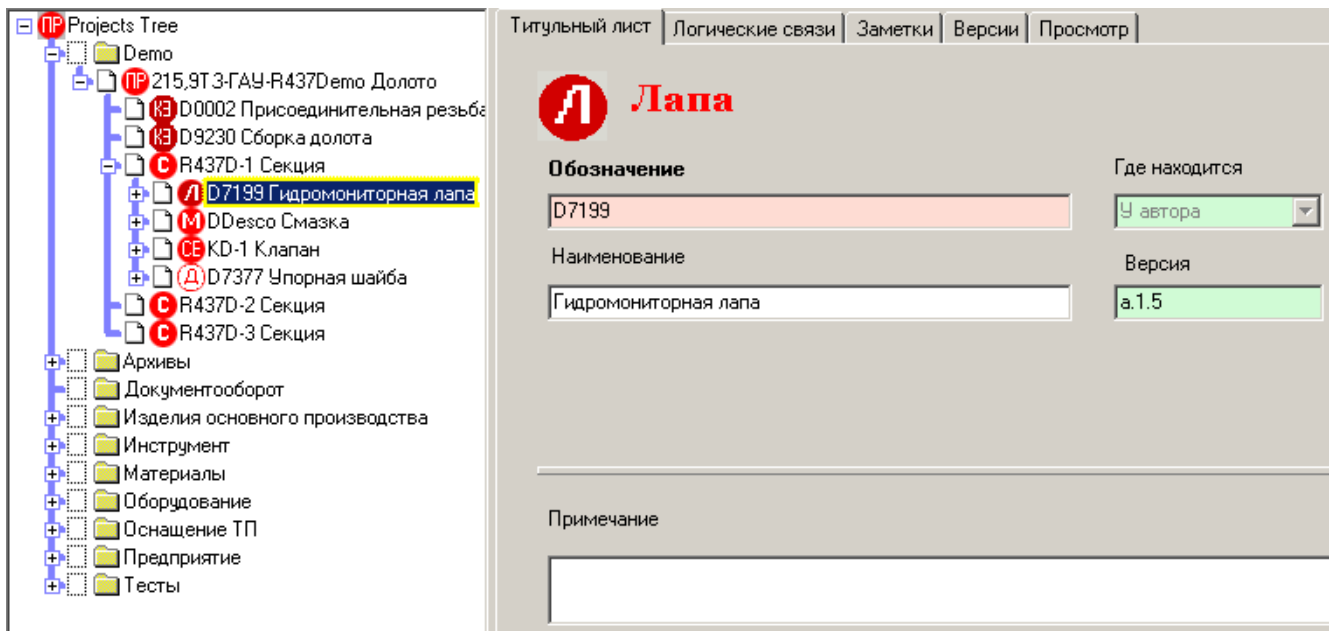 ПР Projects Tree
Demo
ПР 215,9ТЗ-ГАУ-R437Demo Долото
КЭ D0002 Присоединительная резьба
КЭ D9230 Сборка долота
С R437D-1 Секция
Л D7199 Гидромониторная лапа
М DDesco Смазка
СЕ KD-1 Клапан
Д D7377 Упорная шайба
С R437D-2 Секция
С R437D-3 Секция
Архивы
Документооборот
Изделия основного производства
Инструмент
Материалы
Оборудование
Оснащение ТП
Предприятие
Тесты
Титульный лист Логические связи Заметки Версии Просмотр
Л Лапа
Обозначение Где находится
D7199 У автора
Наименование Версия
Гидромониторная лапа а.1.5
Примечание